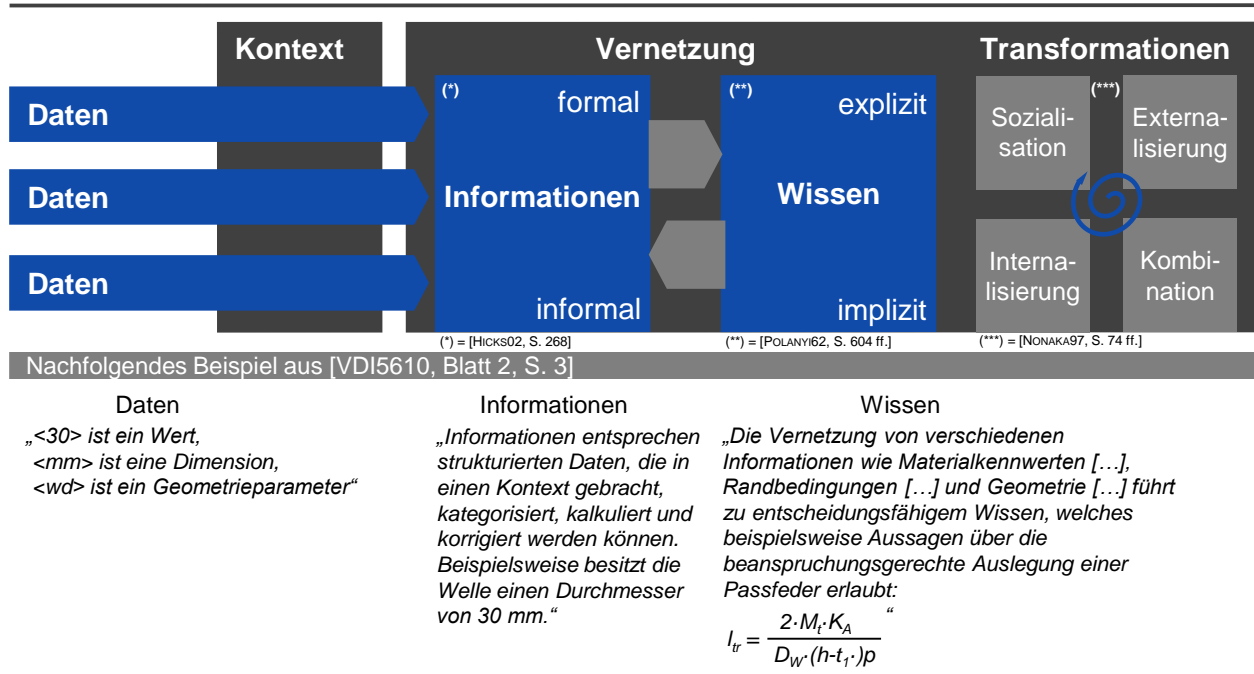 Kontext
Vernetzung
Transformationen
Daten
Daten
Daten
(*)
formal
Informationen
informal
(**)
explizit
Wissen
implizit
(***)
Soziali-
sation
Externa-
lisierung
Interna-
lisierung
Kombi-
nation
(*) = [HICKS02, S. 268]
(**) = [POLANYI62, S. 604 ff.]
(***) = [NONAKA97, S. 74 ff.]
Nachfolgendes Beispiel aus [VDI5610, Blatt 2, S. 3]
Daten
„<30> ist ein Wert,
<mm> ist eine Dimension,
<wd> ist ein Geometrieparameter“
Informationen
„Informationen entsprechen
strukturierten Daten, die in
einen Kontext gebracht,
kategorisiert, kalkuliert und
korrigiert werden können.
Beispielsweise besitzt die
Welle einen Durchmesser
von 30 mm.“
Wissen
„Die Vernetzung von verschiedenen
Informationen wie Materialkennwerten […],
Randbedingungen […] und Geometrie […] führt
zu entscheidungsfähigem Wissen, welches
beispielsweise Aussagen über die
beanspruchungsgerechte Auslegung einer
Passfeder erlaubt:
l_tr = 2·M_t·K_A / D_W·(h-t_1·)p “